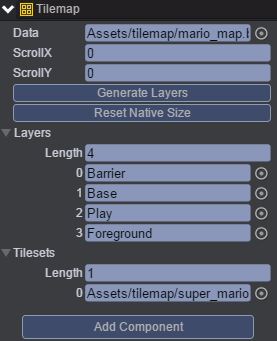 Tilemap
Data Assets/tilemap/mario_map.
ScrollX 0
ScrollY 0
Generate Layers
Reset Native Size
Layers
Length 4
0 Barrier
1 Base
2 Play
3 Foreground
Tilesets
Length 1
0 Assets/tilemap/super_mario
Add Component